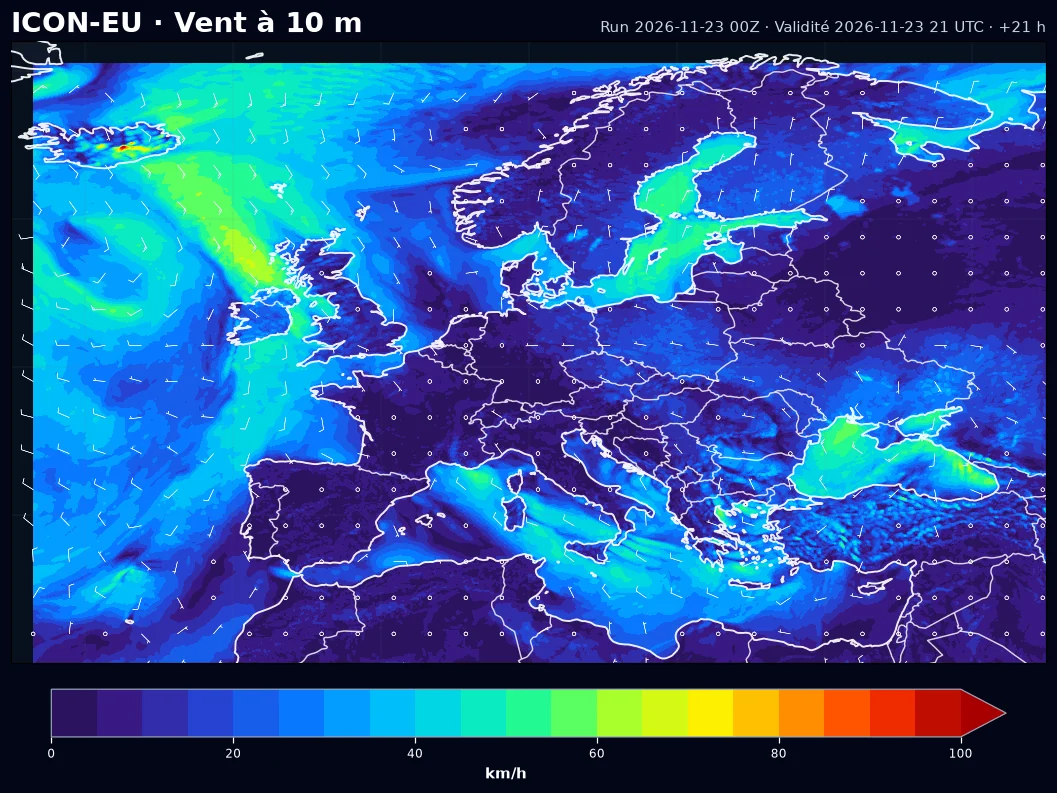 ICON-EU · Vent à 10 m
Run 2026-11-23 00Z · Validité 2026-11-23 21 UTC · +21 h
0 20 40 60 80 100
km/h